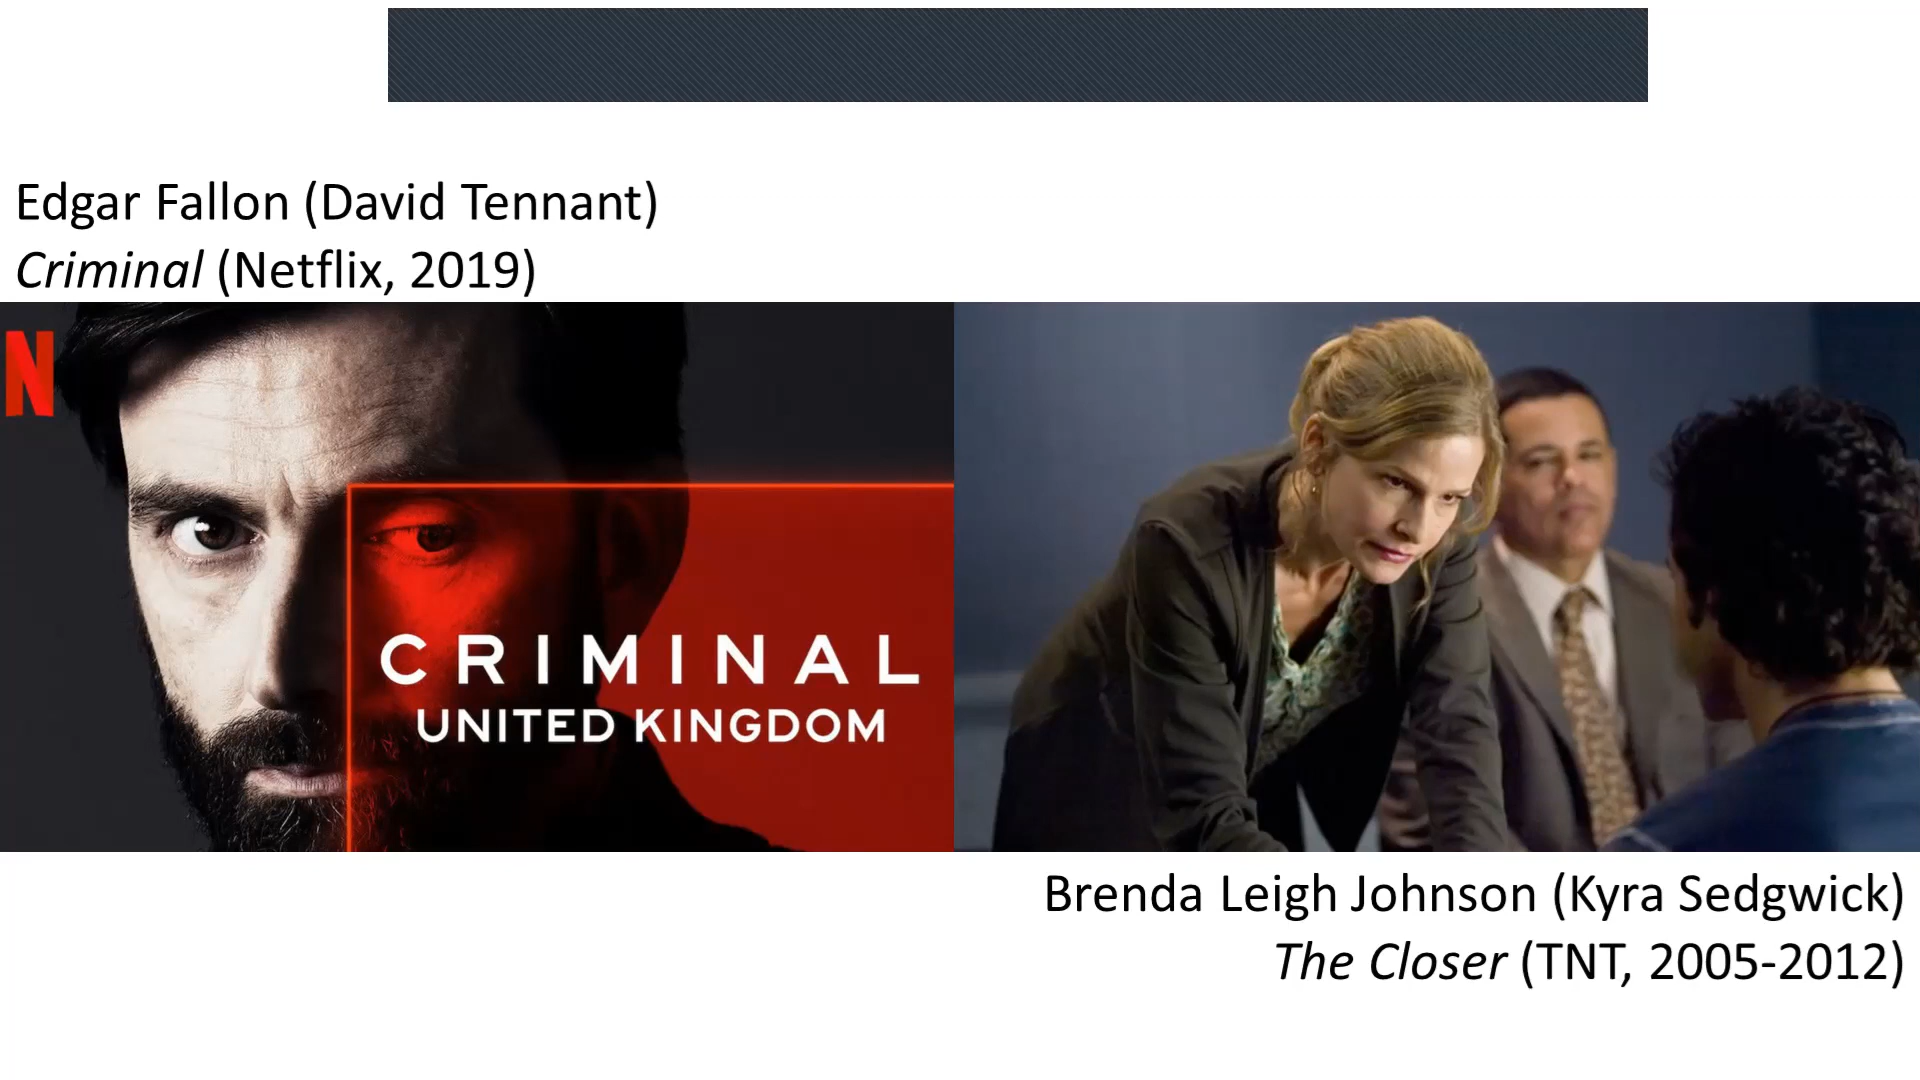 Edgar Fallon (David Tennant)
Criminal (Netflix, 2019)
N
CRIMINAL
UNITED KINGDOM
Brenda Leigh Johnson (Kyra Sedgwick)
The Closer (TNT, 2005-2012)